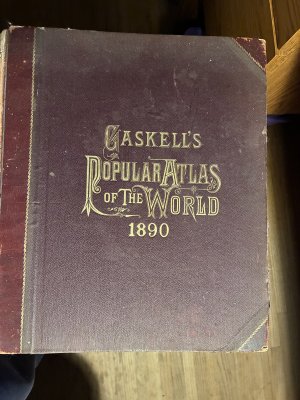 GASKELL'S
POPULAR ATLAS
OF THE WORLD
1890